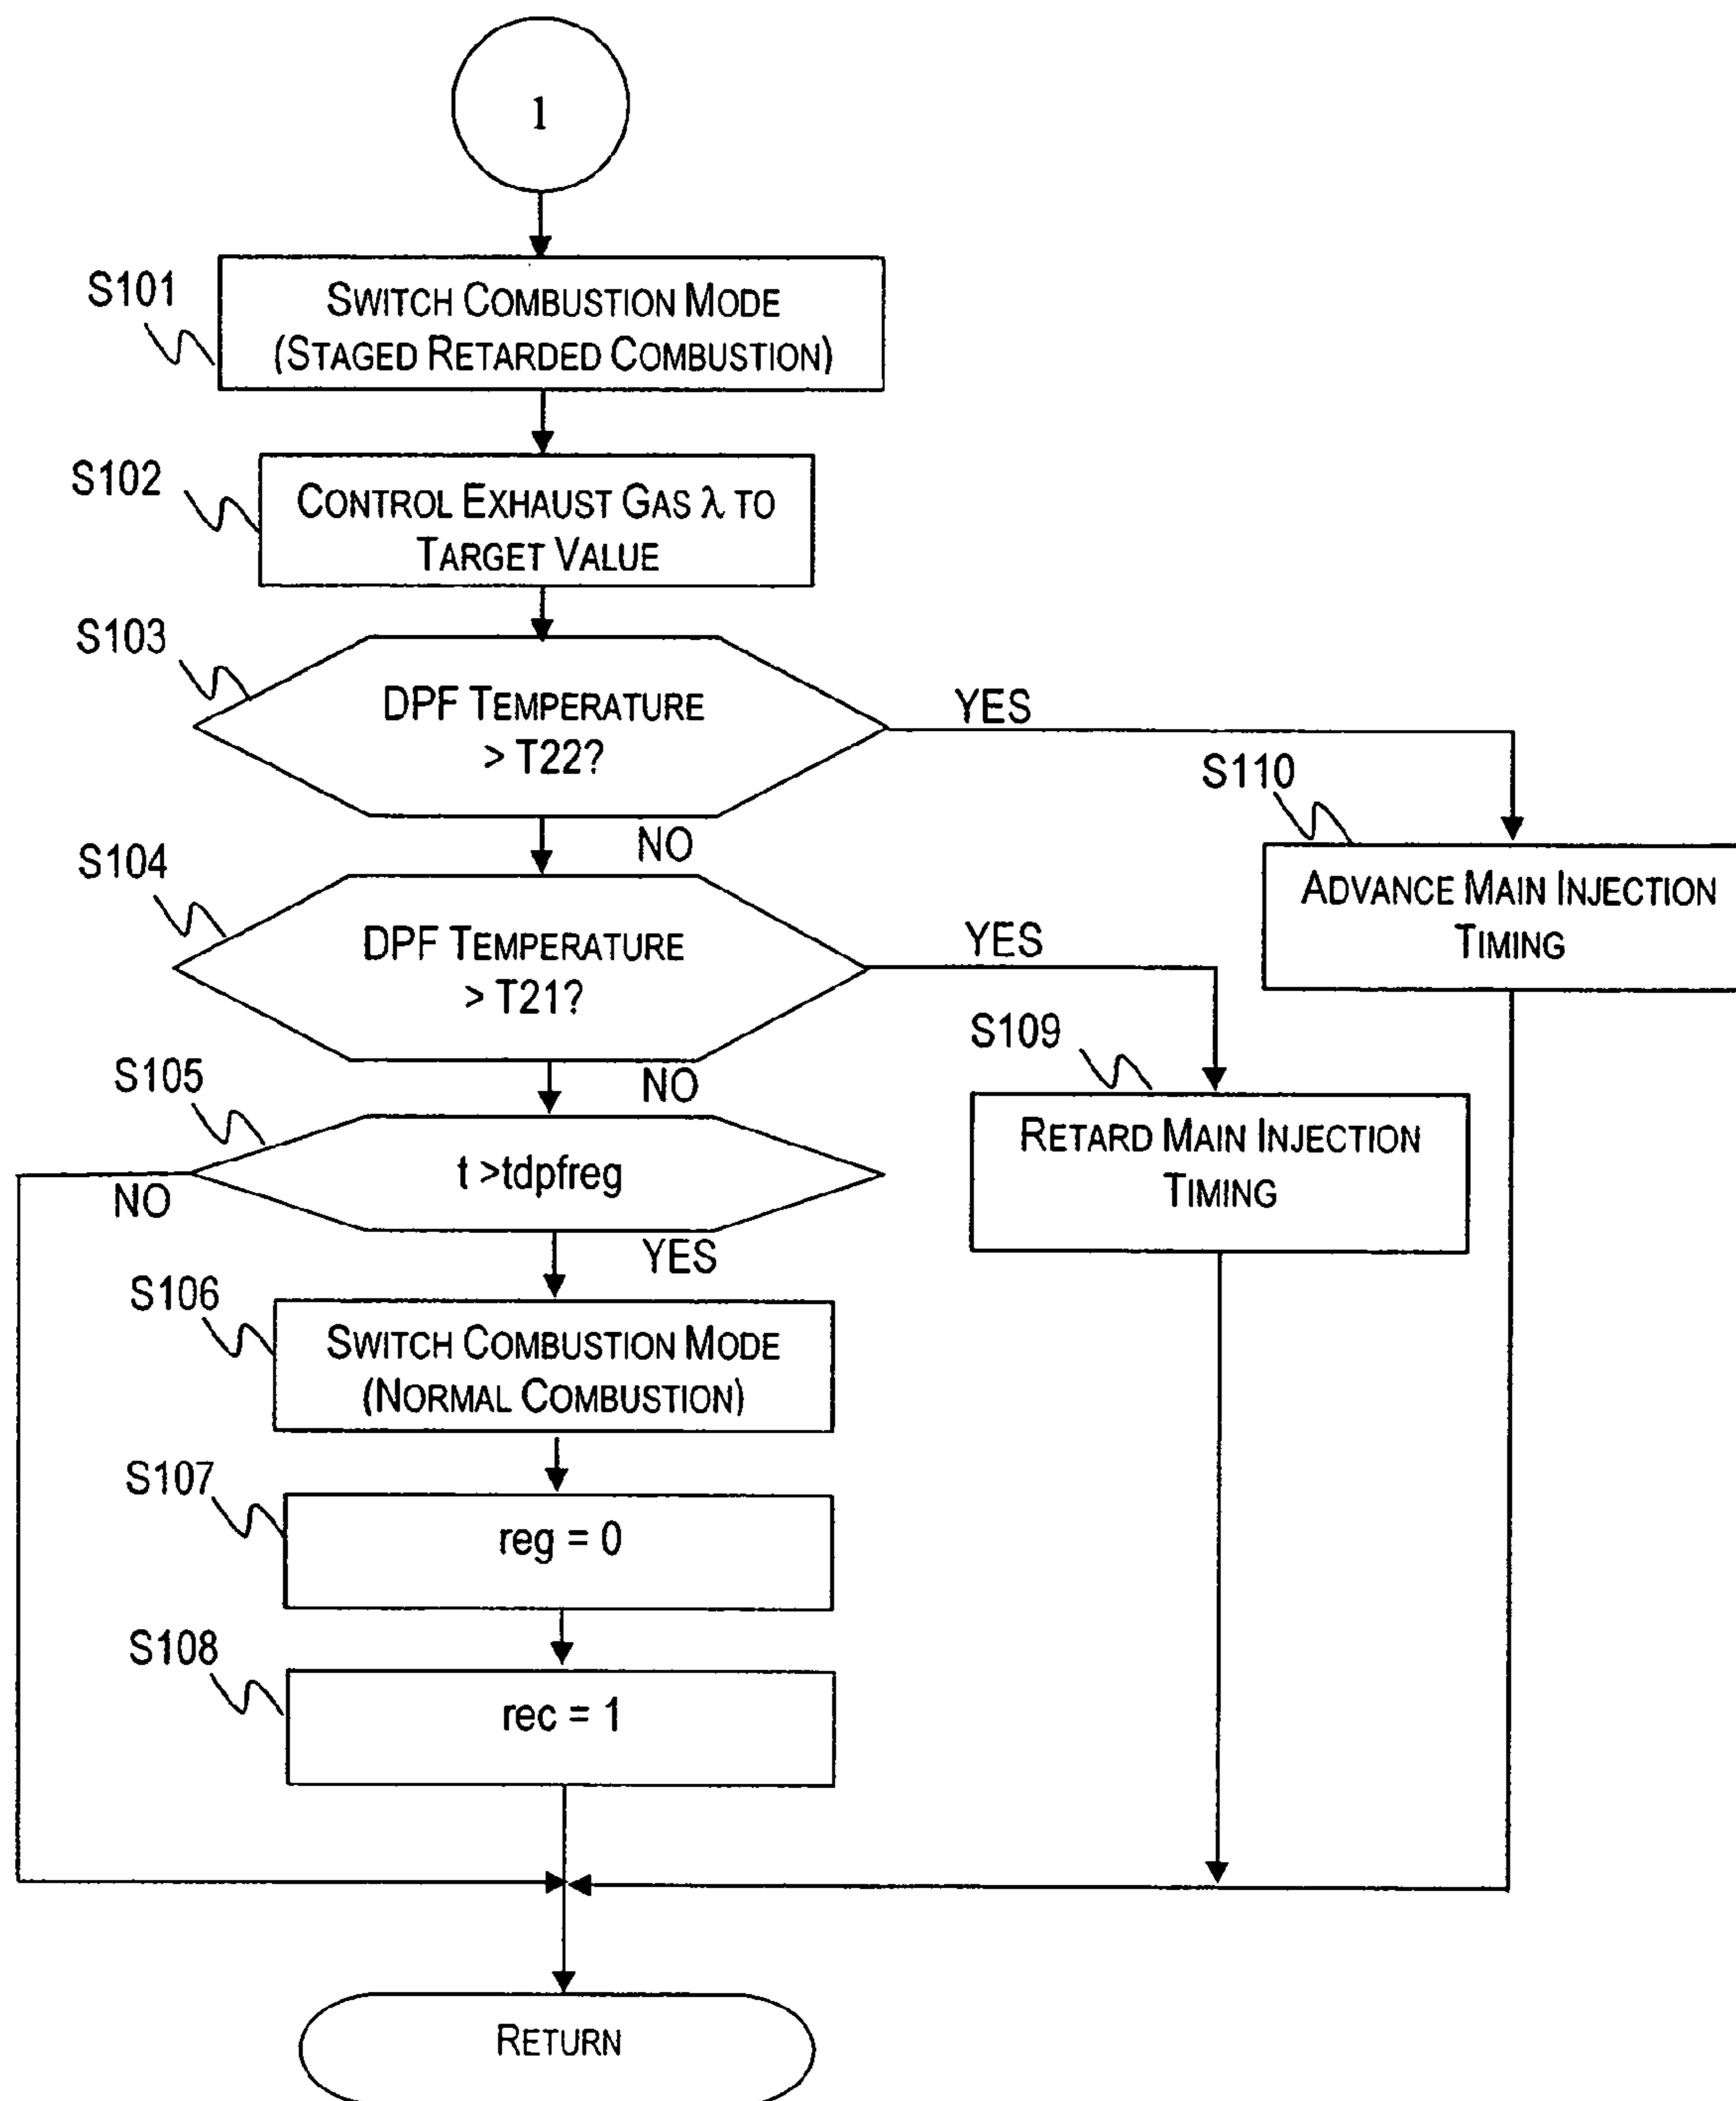 1
S101
SWITCH COMBUSTION MODE
(STAGED RETARDED COMBUSTION)
S102
CONTROL EXHAUST GAS λ TO
TARGET VALUE
S103
DPF TEMPERATURE
> T22?
YES
NO
S110
ADVANCE MAIN INJECTION
TIMING
S104
DPF TEMPERATURE
> T21?
YES
NO
S109
RETARD MAIN INJECTION
TIMING
S105
t >tdpfreg
NO
YES
S106
SWITCH COMBUSTION MODE
(NORMAL COMBUSTION)
S107
reg = 0
S108
rec = 1
RETURN